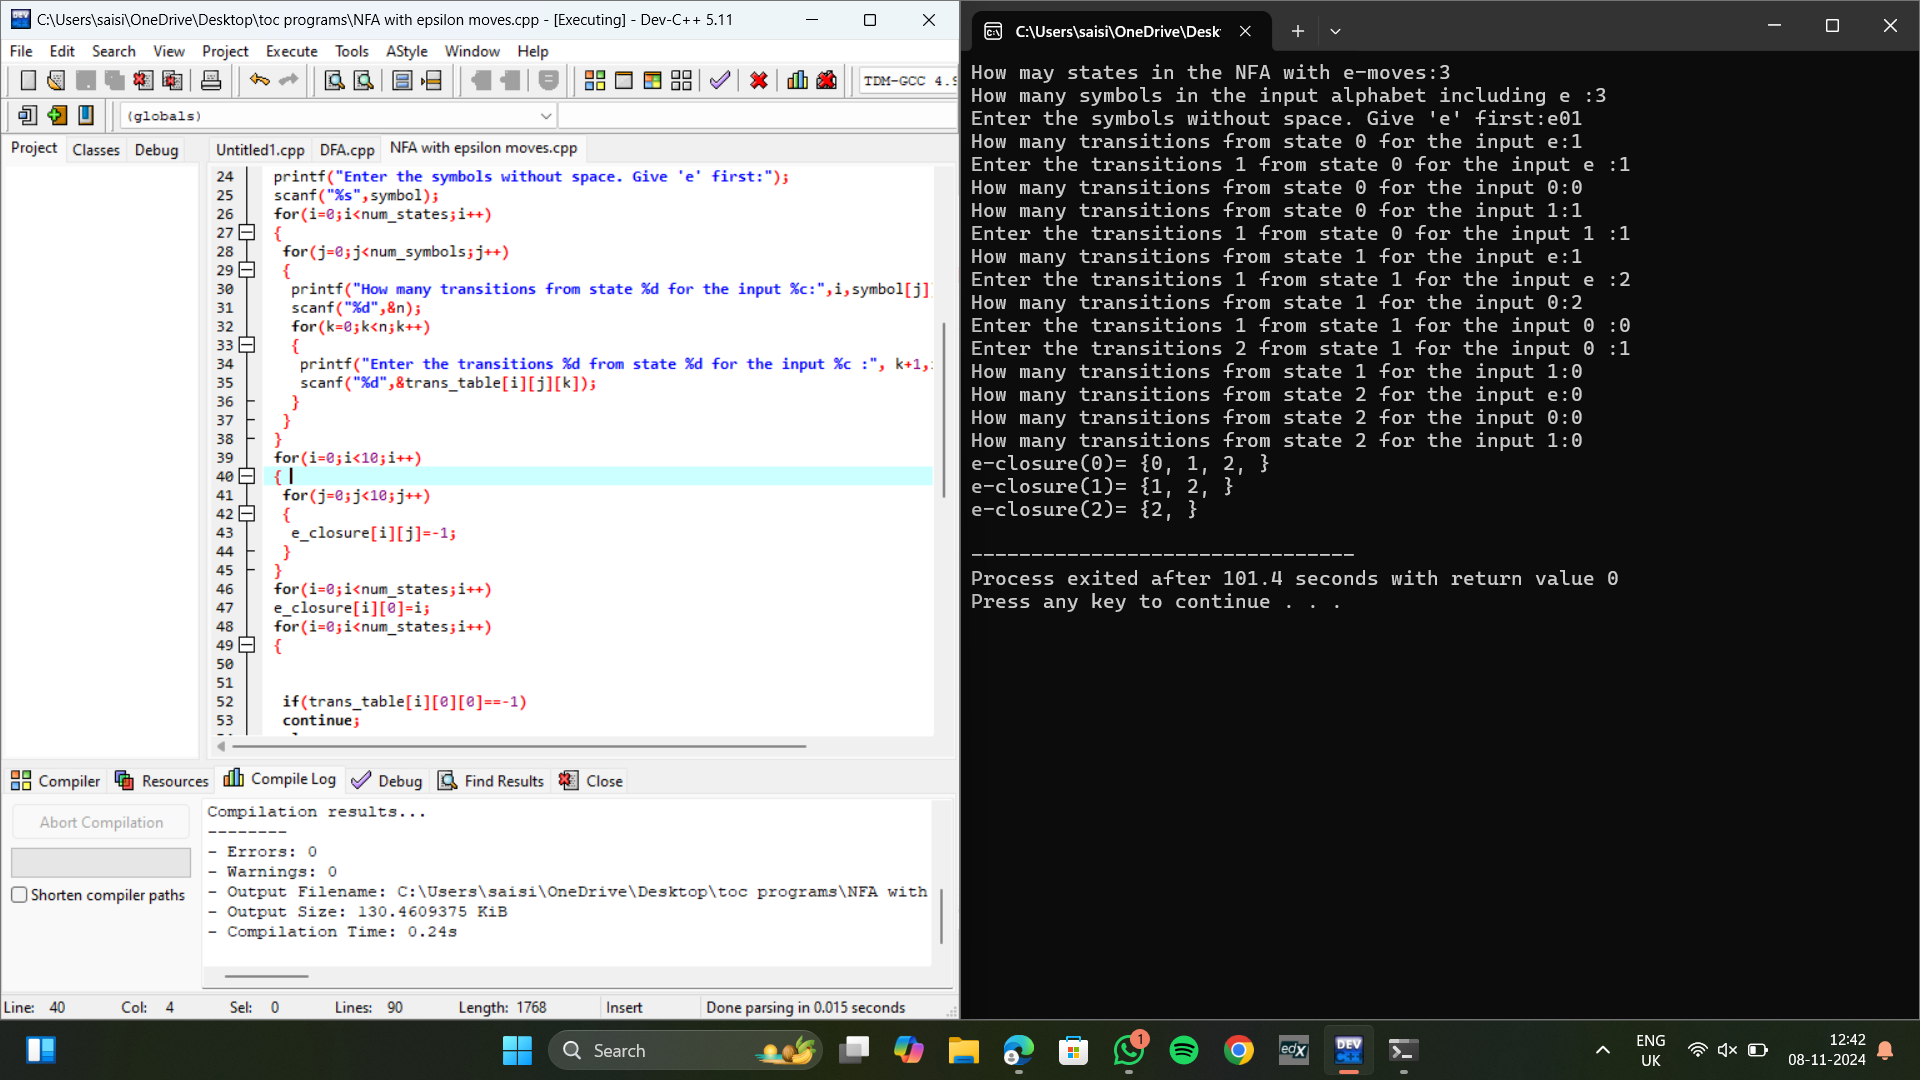 C:\Users\saisi\OneDrive\Desktop\toc programs\NFA with epsilon moves.cpp - [Executing] - Dev-C++ 5.11
File Edit Search View Project Execute Tools AStyle Window Help
TDM-GCC 4.9
(globals)
Project Classes Debug
Untitled1.cpp DFA.cpp NFA with epsilon moves.cpp
24 printf("Enter the symbols without space. Give 'e' first:");
25 scanf("%s",symbol);
26 for(i=0;i<num_states;i++)
27 {
28 for(j=0;j<num_symbols;j++)
29 {
30 printf("How many transitions from state %d for the input %c:",i,symbol[j]
31 scanf("%d",&n);
32 for(k=0;k<n;k++)
33 {
34 printf("Enter the transitions %d from state %d for the input %c :", k+1,
35 scanf("%d",&trans_table[i][j][k]);
36 }
37 }
38 }
39 for(i=0;i<10;i++)
40 {
41 for(j=0;j<10;j++)
42 {
43 e_closure[i][j]=-1;
44 }
45 }
46 for(i=0;i<num_states;i++)
47 e_closure[i][0]=i;
48 for(i=0;i<num_states;i++)
49 {
50
51
52 if(trans_table[i][0][0]==-1)
53 continue;
Compiler Resources Compile Log Debug Find Results Close
Abort Compilation
Shorten compiler paths
Compilation results...
--------
- Errors: 0
- Warnings: 0
- Output Filename: C:\Users\saisi\OneDrive\Desktop\toc programs\NFA with
- Output Size: 130.4609375 KiB
- Compilation Time: 0.24s
Line: 40 Col: 4 Sel: 0 Lines: 90 Length: 1768 Insert Done parsing in 0.015 seconds
C:\Users\saisi\OneDrive\Desk
How may states in the NFA with e-moves:3
How many symbols in the input alphabet including e :3
Enter the symbols without space. Give 'e' first:e01
How many transitions from state 0 for the input e:1
Enter the transitions 1 from state 0 for the input e :1
How many transitions from state 0 for the input 0:0
How many transitions from state 0 for the input 1:1
Enter the transitions 1 from state 0 for the input 1 :1
How many transitions from state 1 for the input e:1
Enter the transitions 1 from state 1 for the input e :2
How many transitions from state 1 for the input 0:2
Enter the transitions 1 from state 1 for the input 0 :0
Enter the transitions 2 from state 1 for the input 0 :1
How many transitions from state 1 for the input 1:0
How many transitions from state 2 for the input e:0
How many transitions from state 2 for the input 0:0
How many transitions from state 2 for the input 1:0
e-closure(0)= {0, 1, 2, }
e-closure(1)= {1, 2, }
e-closure(2)= {2, }
--------------------------------
Process exited after 101.4 seconds with return value 0
Press any key to continue . . .
Search
1
edX
DEV C++
ENG
UK
12:42
08-11-2024